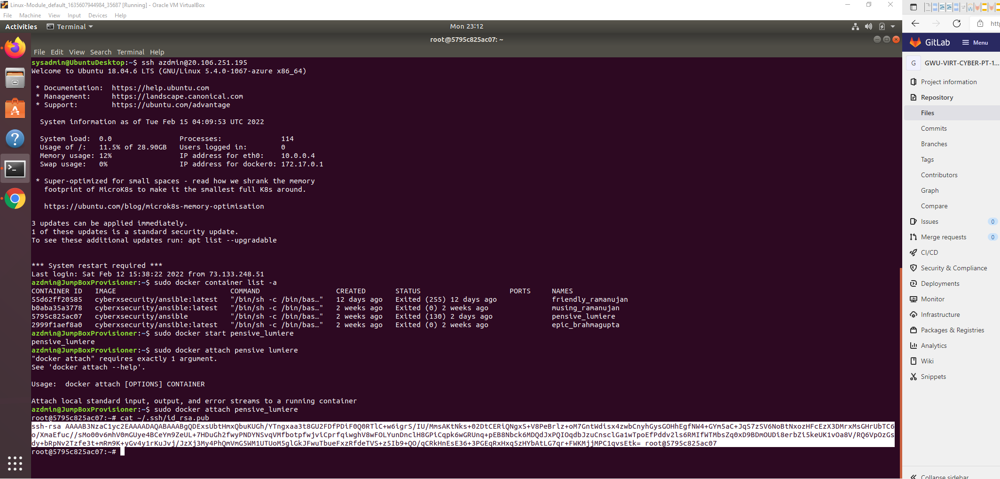 Linux-Module_default_1635607944984_35687 [Running] - Oracle VM VirtualBox
File Machine View Input Devices Help
Activities Terminal Mon 23:12
root@5795c825ac07: ~
File Edit View Search Terminal Help
sysadmin@UbuntuDesktop:~$ ssh azdmin@20.106.251.195
Welcome to Ubuntu 18.04.6 LTS (GNU/Linux 5.4.0-1067-azure x86_64)
* Documentation: https://help.ubuntu.com
* Management: https://landscape.canonical.com
* Support: https://ubuntu.com/advantage
System information as of Tue Feb 15 04:09:53 UTC 2022
System load: 0.0 Processes: 114
Usage of /: 11.5% of 28.90GB Users logged in: 0
Memory usage: 12% IP address for eth0: 10.0.0.4
Swap usage: 0% IP address for docker0: 172.17.0.1
* Super-optimized for small spaces - read how we shrank the memory
footprint of MicroK8s to make it the smallest full K8s around.
https://ubuntu.com/blog/microk8s-memory-optimisation
3 updates can be applied immediately.
1 of these updates is a standard security update.
To see these additional updates run: apt list --upgradable
*** System restart required ***
Last login: Sat Feb 12 15:38:22 2022 from 73.133.248.51
azdmin@JumpBoxProvisioner:~$ sudo docker container list -a
CONTAINER ID IMAGE COMMAND CREATED STATUS PORTS NAMES
55d62ff20585 cyberxsecurity/ansible:latest "/bin/sh -c /bin/bas…" 12 days ago Exited (255) 12 days ago friendly_ramanujan
b0aba35a3778 cyberxsecurity/ansible:latest "/bin/sh -c /bin/bas…" 2 weeks ago Exited (0) 2 weeks ago musing_ramanujan
5795c825ac07 cyberxsecurity/ansible "/bin/sh -c /bin/bas…" 2 weeks ago Exited (130) 2 days ago pensive_lumiere
2999f1aef8a0 cyberxsecurity/ansible:latest "/bin/sh -c /bin/bas…" 2 weeks ago Exited (0) 2 weeks ago epic_brahmagupta
azdmin@JumpBoxProvisioner:~$ sudo docker start pensive_lumiere
pensive_lumiere
azdmin@JumpBoxProvisioner:~$ sudo docker attach pensive lumiere
"docker attach" requires exactly 1 argument.
See 'docker attach --help'.
Usage: docker attach [OPTIONS] CONTAINER
Attach local standard input, output, and error streams to a running container
azdmin@JumpBoxProvisioner:~$ sudo docker attach pensive_lumiere
root@5795c825ac07:~# cat ~/.ssh/id_rsa.pub
ssh-rsa AAAAB3NzaC1yc2EAAAADAQABAAABgQDExsUbtHmxQbuKUGh/YTngxaa3t8GU2FDfPDiF0Q0RTlC+w6igrS/IU/MmsAKtNks+02DtCERiQNgxS+V8PeBrlz+oM7GntWdisx4zwbCnyhGysGOHhEgfNW4+GYm5aC+JqS7zSV6NoBtNxozHFcEzX3DMrxMsGHrUbTC6
o/XmaEfuc//sMo00v6mhV0mGUye4BCeYm9ZeUL+7HDuGh2fwyPNDYNSvqVMfbotpfwjviCprfqiwghV8wFOLYunDnclH8GPiCqpk6wGRUnq+pEB8Nbck6MDQdJxPQIOqdbJzuCnsclGa1wTpoEfPddv2ls6RMIfWTMbsZq0xD9BDmOUDi8erbZi5keUK1vOa8V/RQ6VpOzGs
dy+bRpNv2Tzfe3t+mRm9K+yGv4y1rKuJvj/JzXj3My4PhQmVmG5WM1UTUoM5glGkJFwuTbueFxzRfdeTVS+z5Ib9+QO/qCRkHnEsE36+3PGEqRxHxq5zHYbAtLG7qr+FWKMjjMPC1qvsEtk= root@5795c825ac07
root@5795c825ac07:~#
GitLab Menu
G GWU-VIRT-CYBER-PT-1...
Project information
Repository
Files
Commits
Branches
Tags
Contributors
Graph
Compare
Issues 0
Merge requests 0
CI/CD
Security & Compliance
Deployments
Monitor
Infrastructure
Packages & Registries
Analytics
Wiki
Snippets
Collapse sidebar